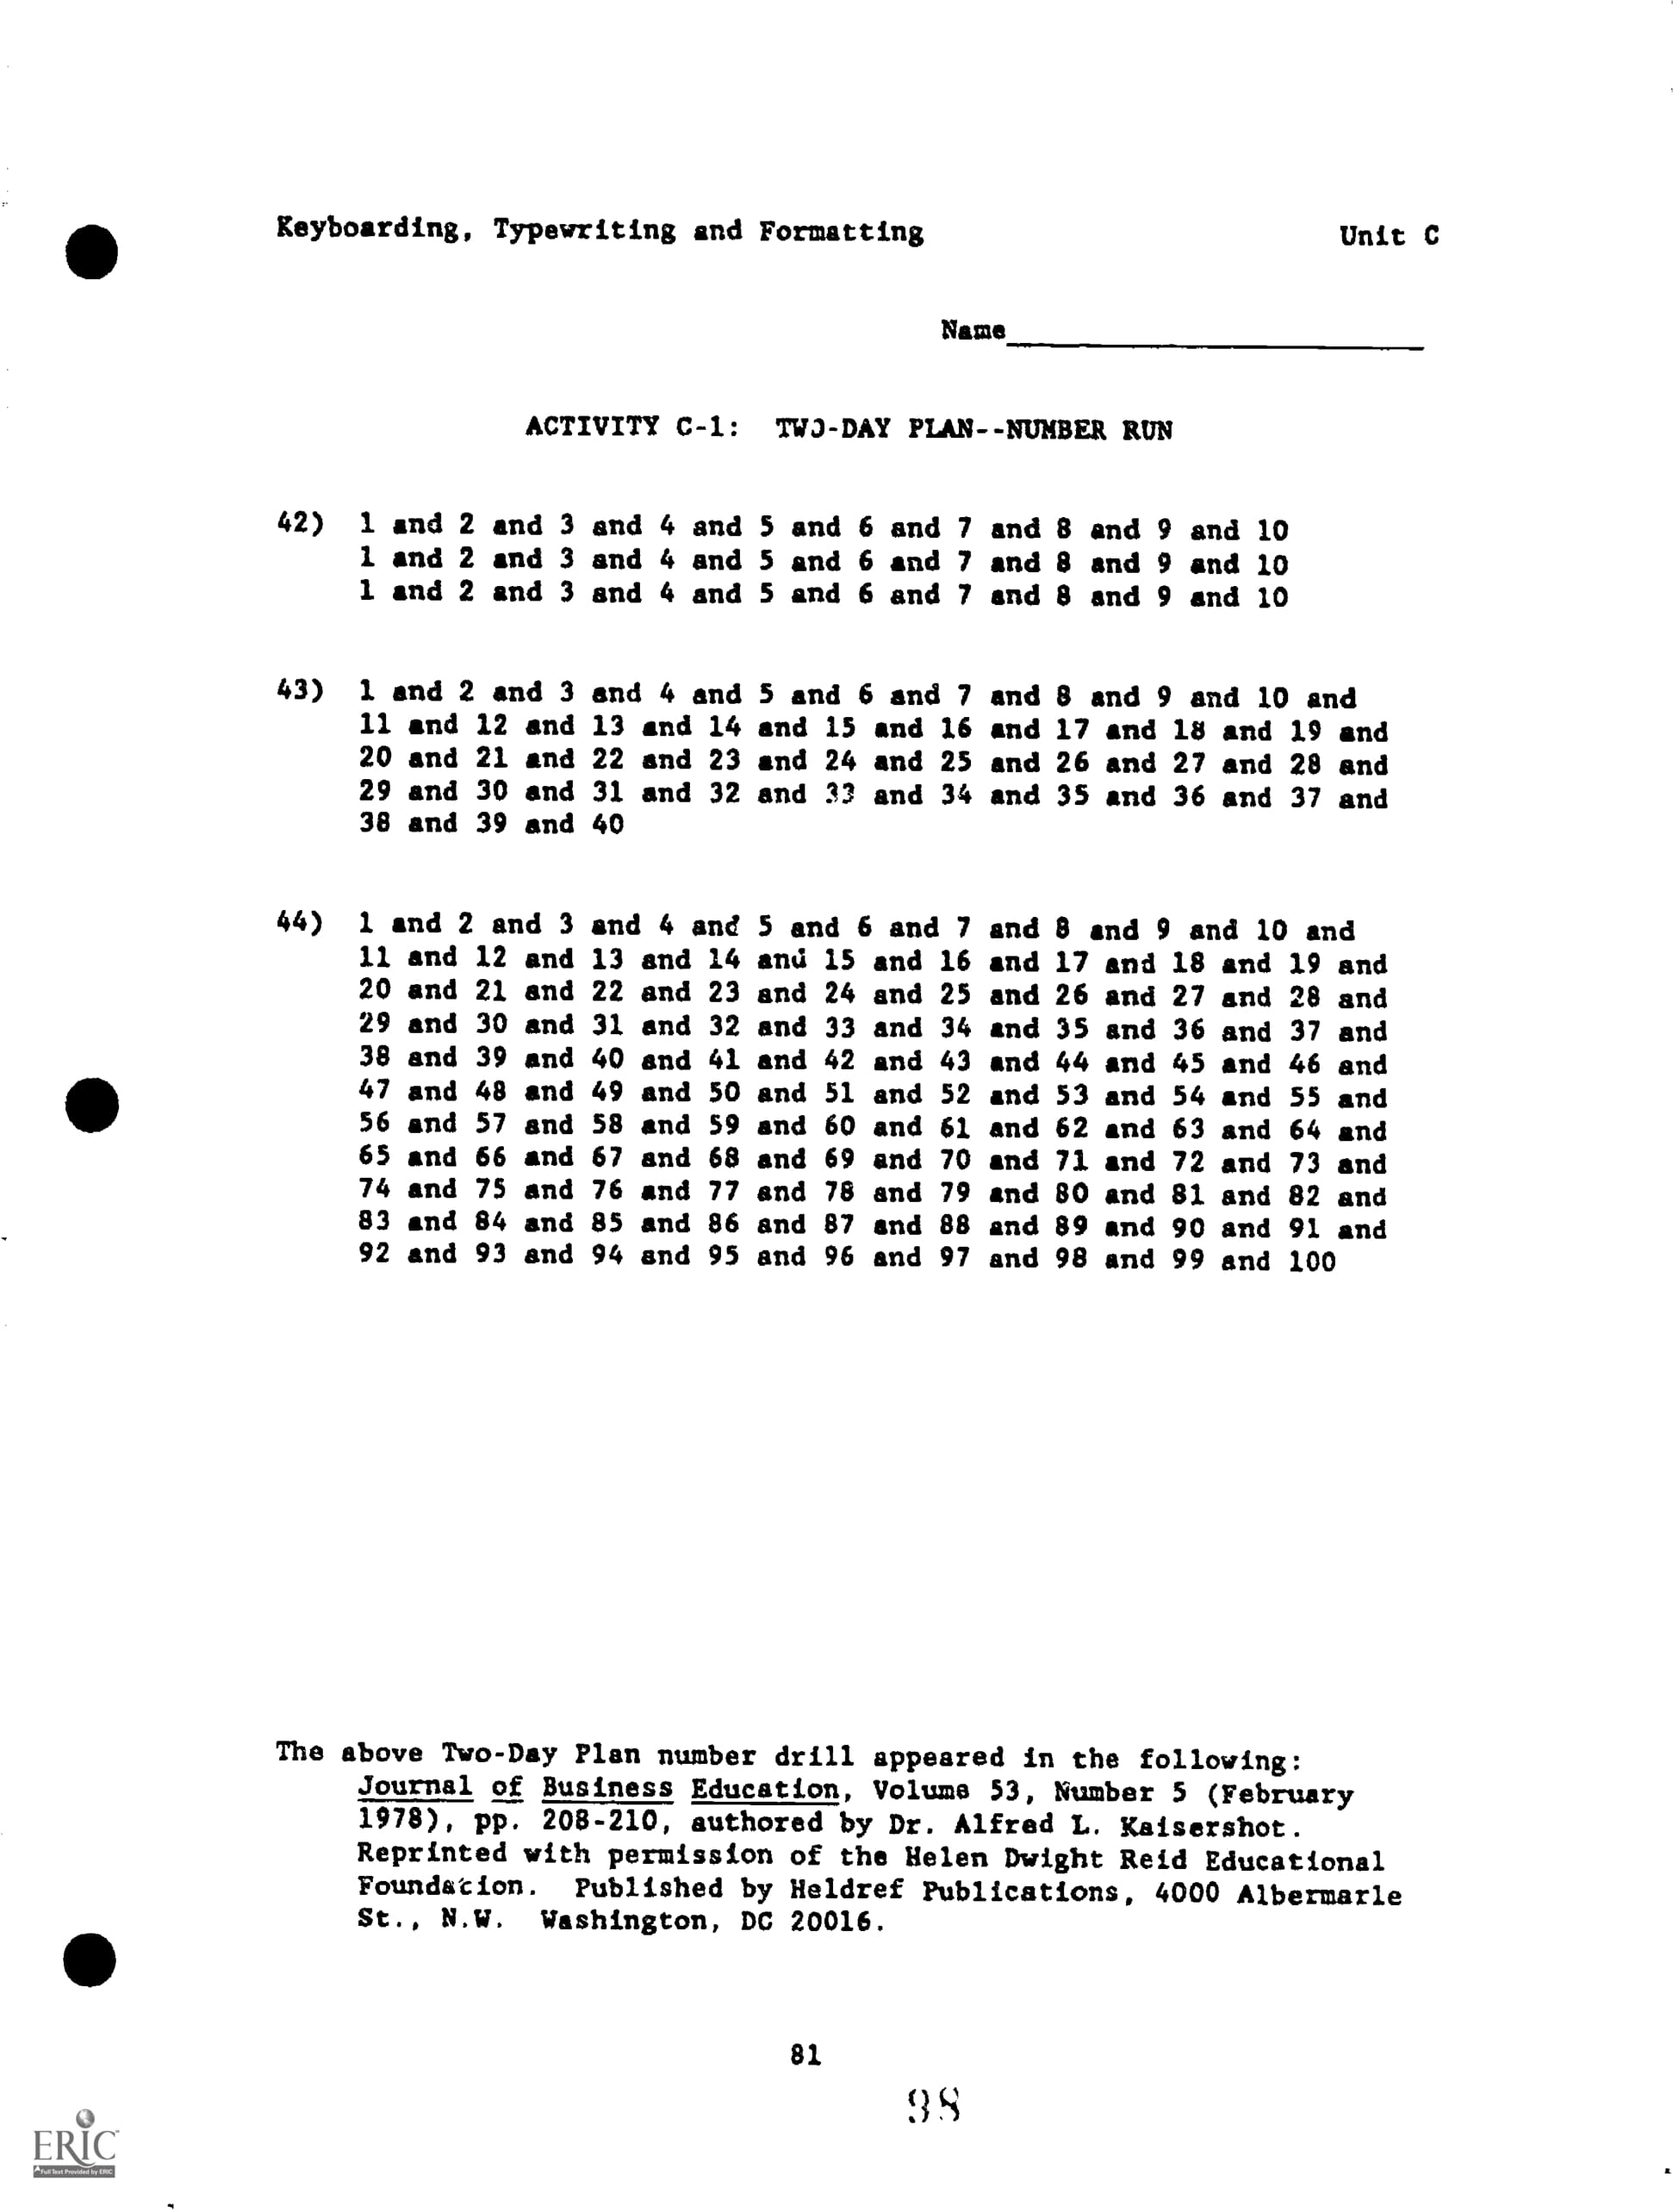 Keyboarding, Typewriting and Formatting Unit C
Name
ACTIVITY C-1: TWO-DAY PLAN--NUMBER RUN
42) 1 and 2 and 3 and 4 and 5 and 6 and 7 and 8 and 9 and 10
1 and 2 and 3 and 4 and 5 and 6 and 7 and 8 and 9 and 10
1 and 2 and 3 and 4 and 5 and 6 and 7 and 8 and 9 and 10
43) 1 and 2 and 3 and 4 and 5 and 6 and 7 and 8 and 9 and 10 and
11 and 12 and 13 and 14 and 15 and 16 and 17 and 18 and 19 and
20 and 21 and 22 and 23 and 24 and 25 and 26 and 27 and 28 and
29 and 30 and 31 and 32 and 33 and 34 and 35 and 36 and 37 and
38 and 39 and 40
44) 1 and 2 and 3 and 4 and 5 and 6 and 7 and 8 and 9 and 10 and
11 and 12 and 13 and 14 and 15 and 16 and 17 and 18 and 19 and
20 and 21 and 22 and 23 and 24 and 25 and 26 and 27 and 28 and
29 and 30 and 31 and 32 and 33 and 34 and 35 and 36 and 37 and
38 and 39 and 40 and 41 and 42 and 43 and 44 and 45 and 46 and
47 and 48 and 49 and 50 and 51 and 52 and 53 and 54 and 55 and
56 and 57 and 58 and 59 and 60 and 61 and 62 and 63 and 64 and
65 and 66 and 67 and 68 and 69 and 70 and 71 and 72 and 73 and
74 and 75 and 76 and 77 and 78 and 79 and 80 and 81 and 82 and
83 and 84 and 85 and 86 and 87 and 88 and 89 and 90 and 91 and
92 and 93 and 94 and 95 and 96 and 97 and 98 and 99 and 100
The above Two-Day Plan number drill appeared in the following:
Journal of Business Education, Volume 53, Number 5 (February
1978), pp. 208-210, authored by Dr. Alfred L. Kaisershot.
Reprinted with permission of the Helen Dwight Reid Educational
Foundation. Published by Heldref Publications, 4000 Albermarle
St., N.W. Washington, DC 20016.
81
98
ERIC
Full Text Provided by ERIC